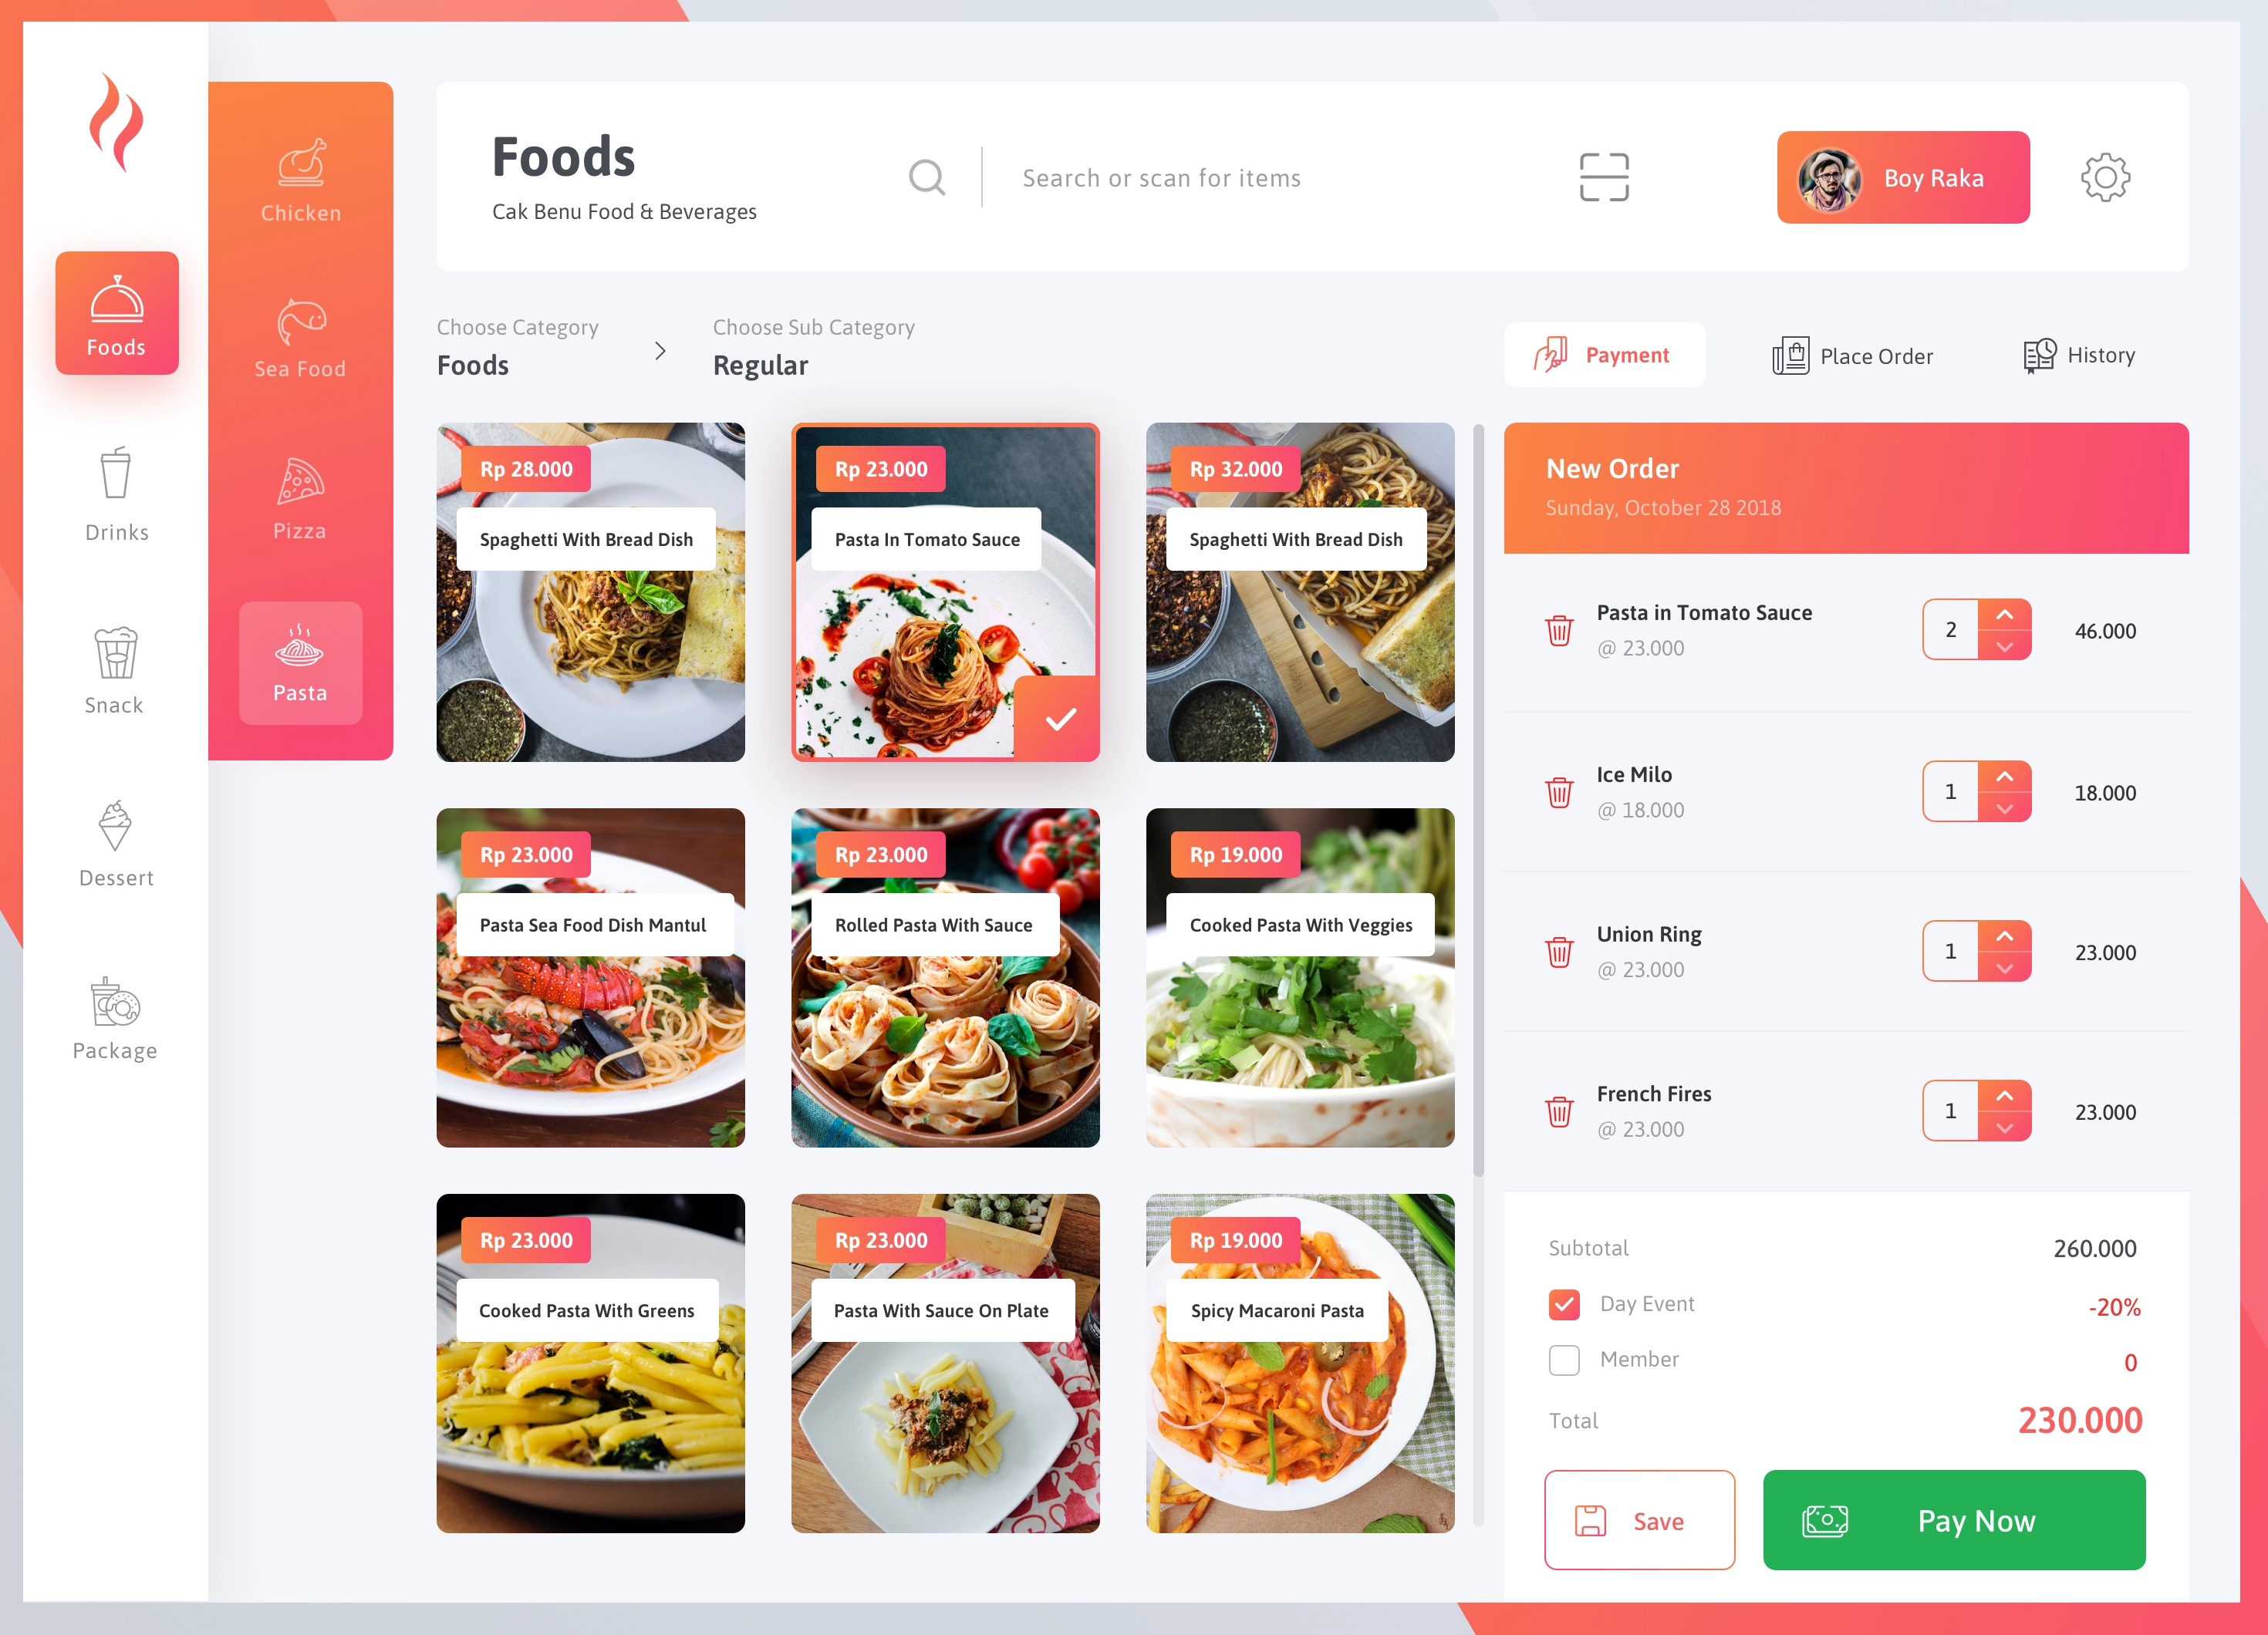 Foods
Drinks
Snack
Dessert
Package
Chicken
Sea Food
Pizza
Pasta
Foods
Cak Benu Food & Beverages
Search or scan for items
Boy Raka
Choose Category
Foods
Choose Sub Category
Regular
Payment
Place Order
History
Rp 28.000
Spaghetti With Bread Dish
Rp 23.000
Pasta In Tomato Sauce
Rp 32.000
Spaghetti With Bread Dish
Rp 23.000
Pasta Sea Food Dish Mantul
Rp 23.000
Rolled Pasta With Sauce
Rp 19.000
Cooked Pasta With Veggies
Rp 23.000
Cooked Pasta With Greens
Rp 23.000
Pasta With Sauce On Plate
Rp 19.000
Spicy Macaroni Pasta
New Order
Sunday, October 28 2018
Pasta in Tomato Sauce
@ 23.000
2
46.000
Ice Milo
@ 18.000
1
18.000
Union Ring
@ 23.000
1
23.000
French Fires
@ 23.000
1
23.000
Subtotal 260.000
Day Event -20%
Member 0
Total 230.000
Save
Pay Now